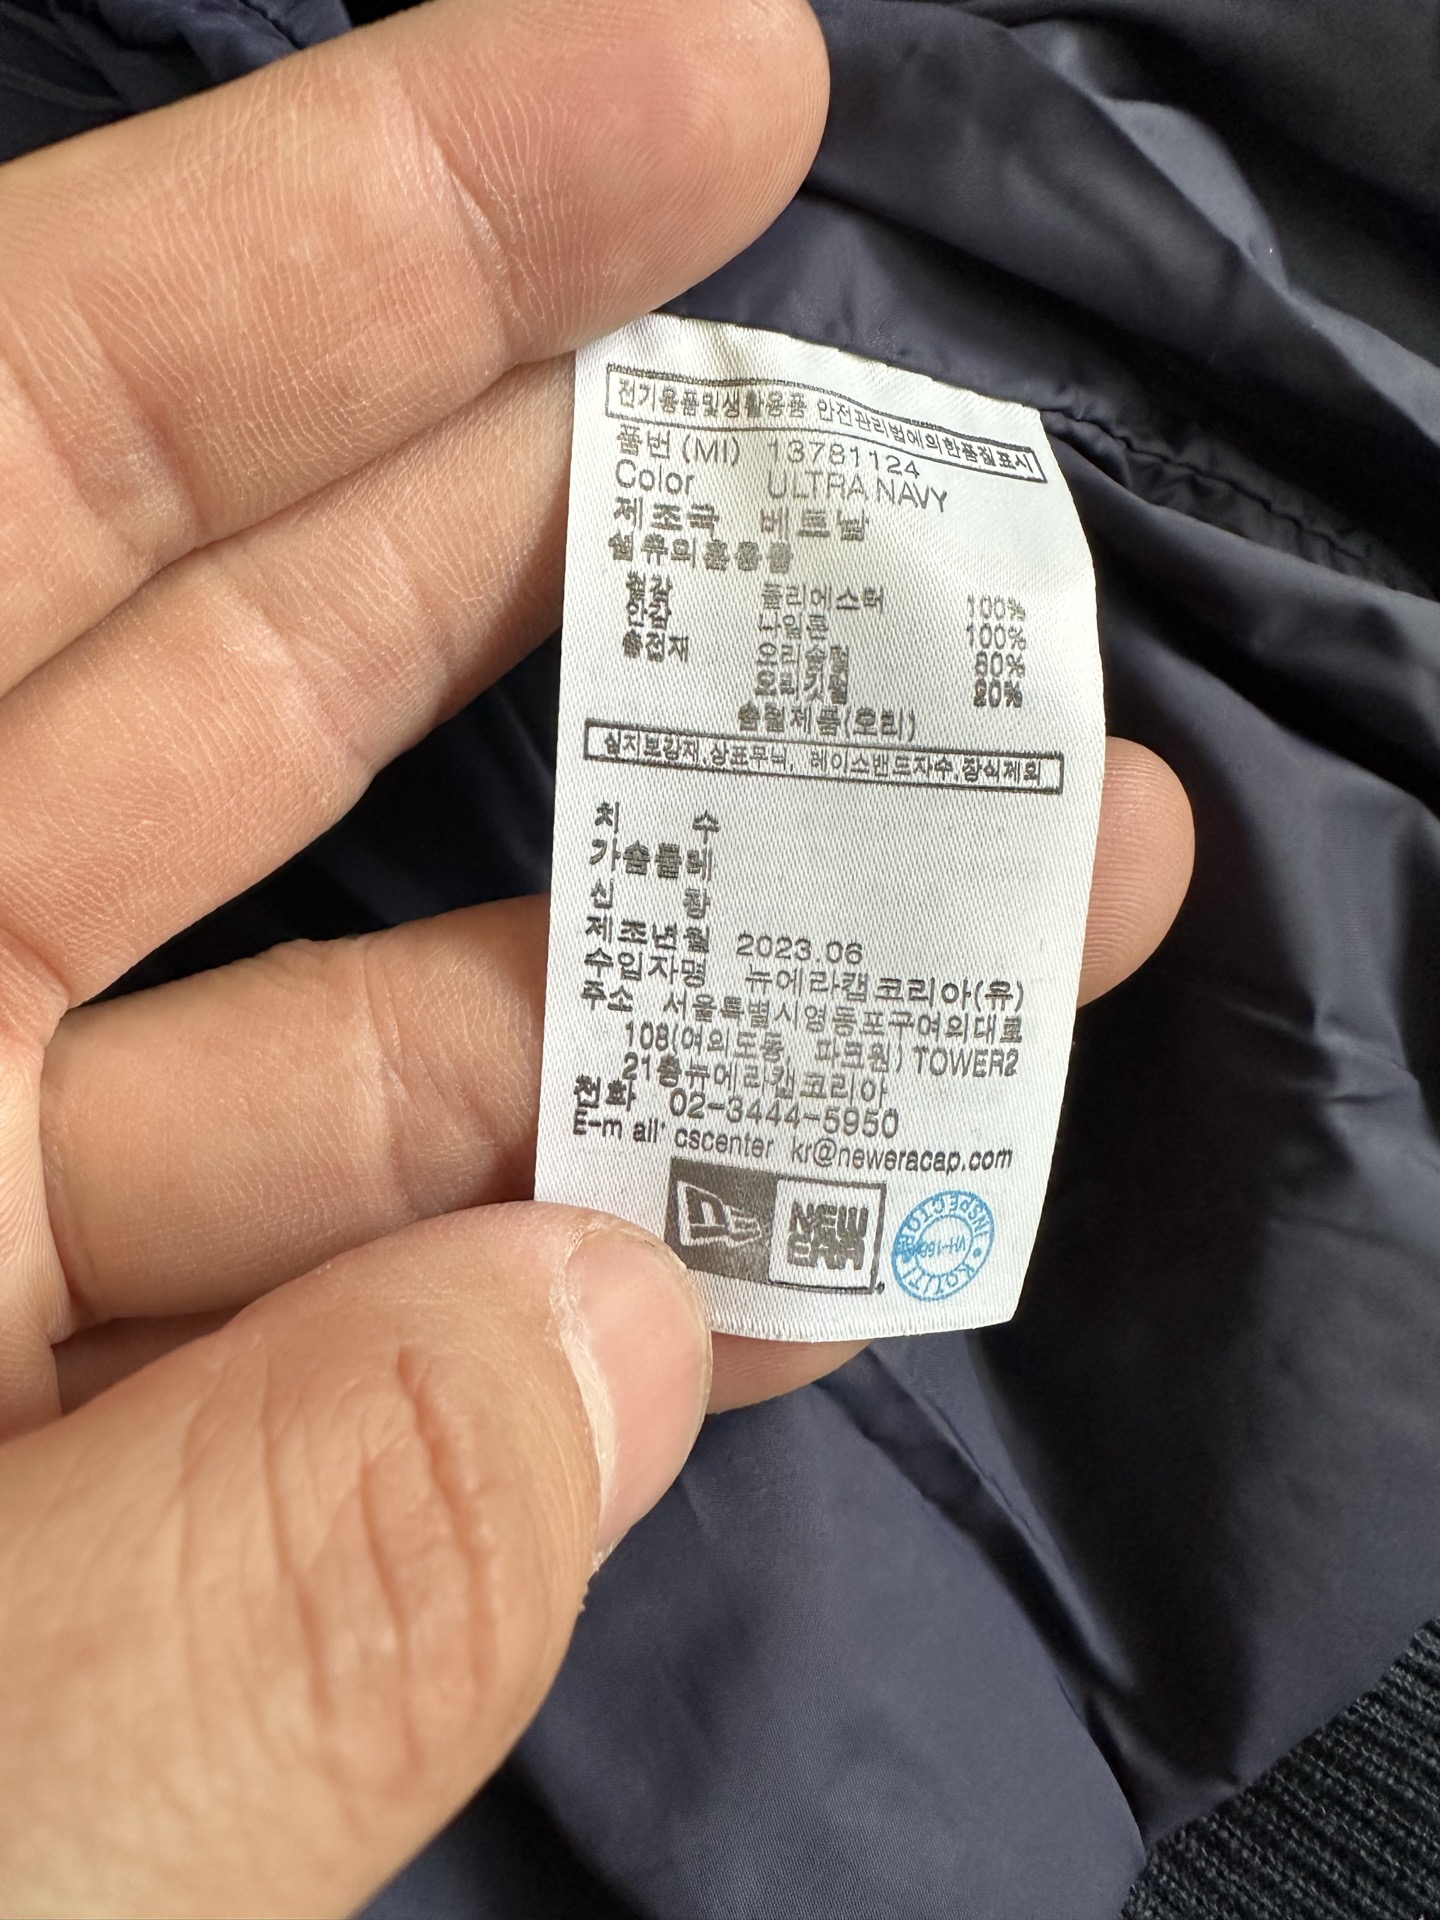 전기용품및생활용품 안전관리법에의한품질표시
품번 (MI) 13781124
Color ULTRA NAVY
제조국 베트남
섬유의혼용률
겉감 폴리에스터 100%
안감 나일론 100%
충전재 오리솜털 80%
오리깃털 20%
솜털제품(오리)
심지보강재,상표무늬, 레이스밴드자수,장식제외
치 수
가슴둘레
신 장
제조년월 2023.06
수입자명 뉴에라캡코리아(유)
주소 서울특별시영등포구여의대로
108(여의도동, 파크원) TOWER2
21층뉴에라캡코리아
전화 02-3444-5950
E-mail: cscenter kr@neweracap.com
NEW ERA
KOTITI INSPECTION